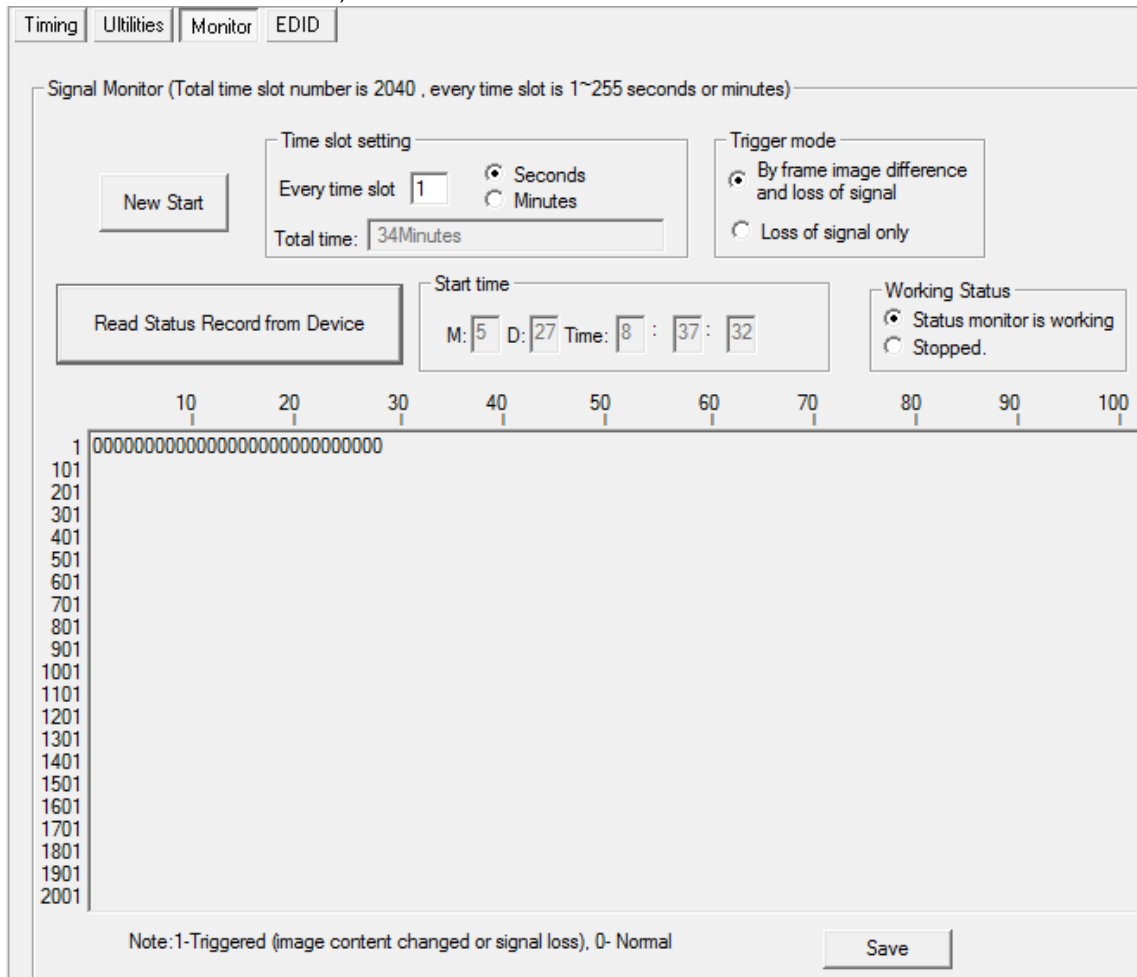 Timing Ultilities Monitor EDID
Signal Monitor (Total time slot number is 2040 , every time slot is 1~255 seconds or minutes)
Time slot setting
Trigger mode
New Start
Every time slot 1
Seconds
Minutes
Total time: 34Minutes
By frame image difference
and loss of signal
Loss of signal only
Read Status Record from Device
Start time
M: 5 D: 27 Time: 8 : 37 : 32
Working Status
Status monitor is working
Stopped.
10 20 30 40 50 60 70 80 90 100
1 0000000000000000000000000000
101
201
301
401
501
601
701
801
901
1001
1101
1201
1301
1401
1501
1601
1701
1801
1901
2001
Note:1-Triggered (image content changed or signal loss), 0- Normal
Save